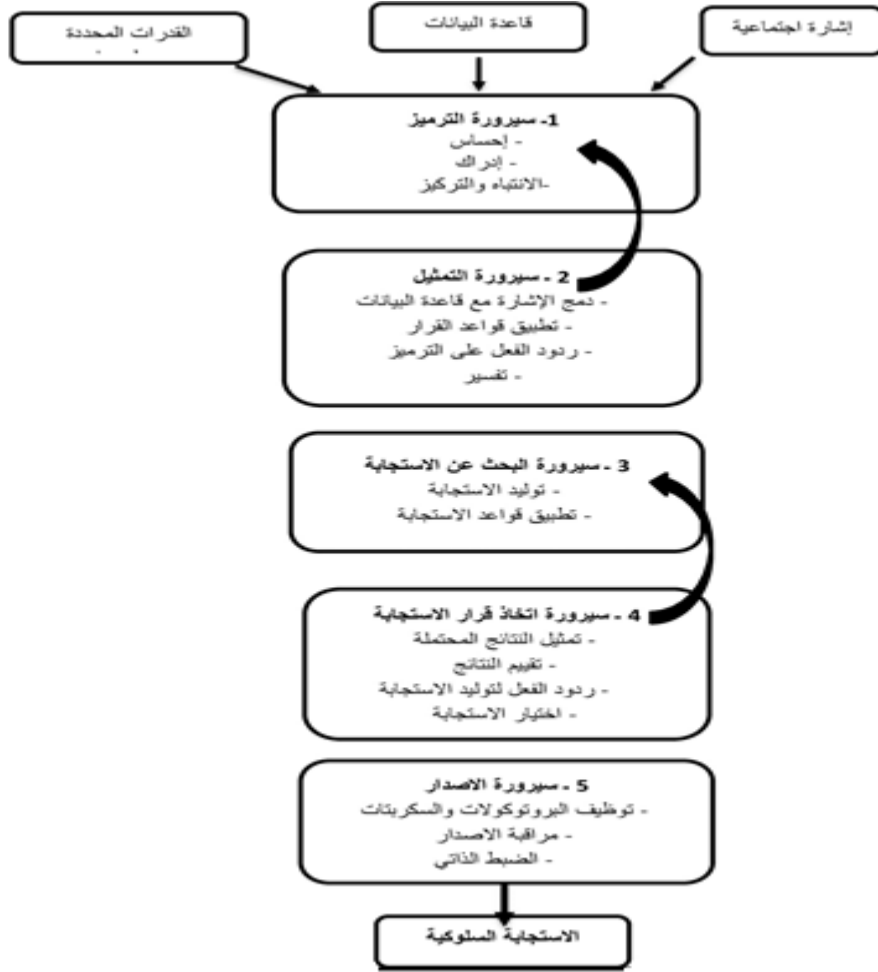 إشارة اجتماعية
قاعدة البيانات
القدرات المحددة
1- سيرورة الترميز
- إحساس
- إدراك
-الانتباه والتركيز
2 - سيرورة التمثيل
- دمج الإشارة مع قاعدة البيانات
- تطبيق قواعد القرار
- ردود الفعل على الترميز
- تفسير
3 - سيرورة البحث عن الاستجابة
- توليد الاستجابة
- تطبيق قواعد الاستجابة
4 - سيرورة اتخاذ قرار الاستجابة
- تمثيل النتائج المحتملة
- تقييم النتائج
- ردود الفعل لتوليد الاستجابة
- اختيار الاستجابة
5 - سيرورة الاصدار
- توظيف البروتوكولات والسكريتات
- مراقبة الاصدار
- الضبط الذاتي
الاستجابة السلوكية